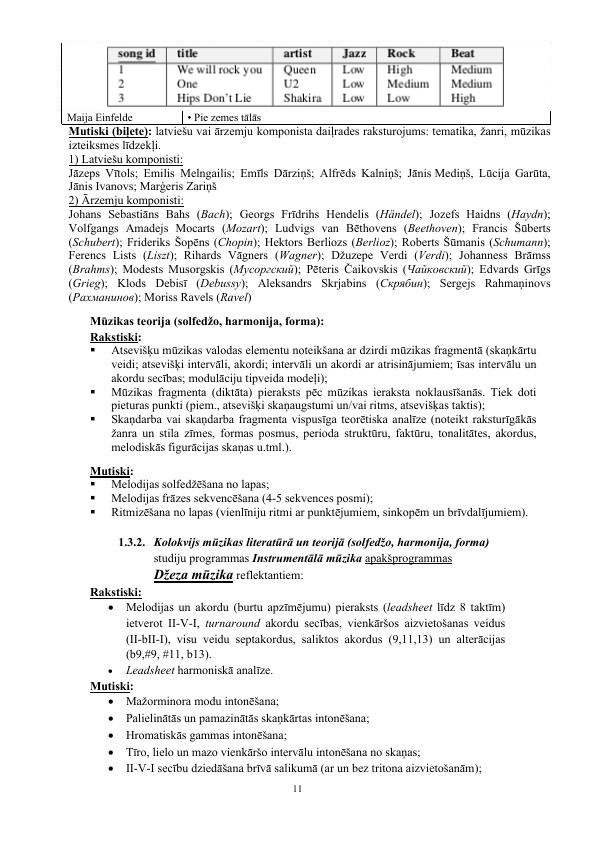 song id title artist Jazz Rock Beat
1 We will rock you Queen Low High Medium
2 One U2 Low Medium Medium
3 Hips Don't Lie Shakira Low Low High
Maija Einfelde • Pie zemes tālās
Mutiski (biļete): latviešu vai ārzemju komponista daiļrades raksturojums: tematika, žanri, mūzikas
izteiksmes līdzekļi.
1) Latviešu komponisti:
Jāzeps Vītols; Emilis Melngailis; Emīls Dārziņš; Alfrēds Kalniņš; Jānis Mediņš, Lūcija Garūta,
Jānis Ivanovs; Marģeris Zariņš
2) Ārzemju komponisti:
Johans Sebastiāns Bahs (Bach); Georgs Frīdrihs Hendelis (Händel); Jozefs Haidns (Haydn);
Volfgangs Amadejs Mocarts (Mozart); Ludvigs van Bēthovens (Beethoven); Francis Šūberts
(Schubert); Frideriks Šopēns (Chopin); Hektors Berliozs (Berlioz); Roberts Šūmanis (Schumann);
Ferencs Lists (Liszt); Rihards Vāgners (Wagner); Džuzepe Verdi (Verdi); Johanness Brāmss
(Brahms); Modests Musorgskis (Мусоргский); Pēteris Čaikovskis (Чайковский); Edvards Grīgs
(Grieg); Klods Debisī (Debussy); Aleksandrs Skrjabins (Скрябин); Sergejs Rahmaņinovs
(Рахманинов); Moriss Ravels (Ravel)
Mūzikas teorija (solfedžo, harmonija, forma):
Rakstiski:
▪ Atsevišķu mūzikas valodas elementu noteikšana ar dzirdi mūzikas fragmentā (skaņkārtu
veidi; atsevišķi intervāli, akordi; intervāli un akordi ar atrisinājumiem; īsas intervālu un
akordu secības; modulāciju tipveida modeļi);
▪ Mūzikas fragmenta (diktāta) pieraksts pēc mūzikas ieraksta noklausīšanās. Tiek doti
pieturas punkti (piem., atsevišķi skaņaugstumi un/vai ritms, atsevišķas taktis);
▪ Skaņdarba vai skaņdarba fragmenta vispusīga teorētiska analīze (noteikt raksturīgākās
žanra un stila zīmes, formas posmus, perioda struktūru, faktūru, tonalitātes, akordus,
melodiskās figurācijas skaņas u.tml.).
Mutiski:
▪ Melodijas solfedžēšana no lapas;
▪ Melodijas frāzes sekvencēšana (4-5 sekvences posmi);
▪ Ritmizēšana no lapas (vienlīniju ritmi ar punktējumiem, sinkopēm un brīvdalījumiem).
1.3.2. Kolokvijs mūzikas literatūrā un teorijā (solfedžo, harmonija, forma)
studiju programmas Instrumentālā mūzika apakšprogrammas
Džeza mūzika reflektantiem:
Rakstiski:
• Melodijas un akordu (burtu apzīmējumu) pieraksts (leadsheet līdz 8 taktīm)
ietverot II-V-I, turnaround akordu secības, vienkāršos aizvietošanas veidus
(II-bII-I), visu veidu septakordus, saliktos akordus (9,11,13) un alterācijas
(b9,#9, #11, b13).
• Leadsheet harmoniskā analīze.
Mutiski:
• Mažorminora modu intonēšana;
• Palielinātās un pamazinātās skaņkārtas intonēšana;
• Hromatiskās gammas intonēšana;
• Tīro, lielo un mazo vienkāršo intervālu intonēšana no skaņas;
• II-V-I secību dziedāšana brīvā salikumā (ar un bez tritona aizvietošanām);
11